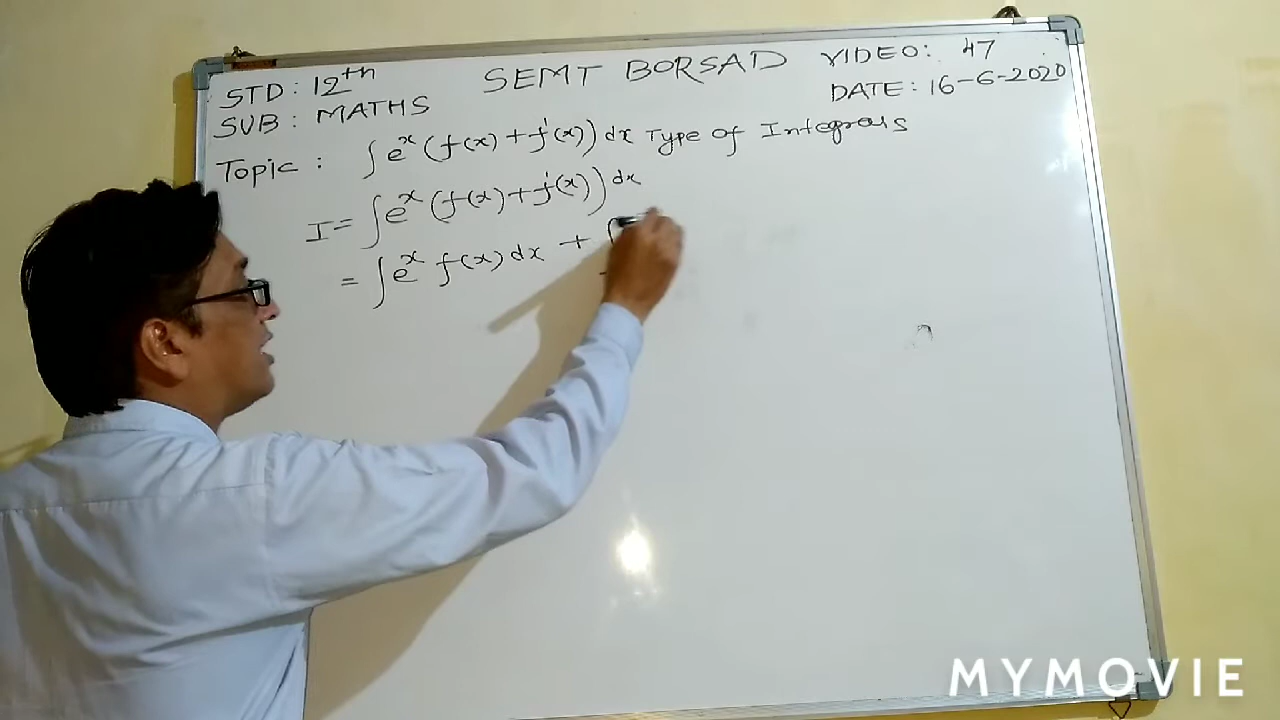 STD: 12th SEMT BORSAD VIDEO: 47
SUB: MATHS DATE: 16-6-2020
Topic: ∫e^x (f(x)+f'(x)) dx Type of Integrals
I = ∫e^x (f(x)+f'(x)) dx
= ∫e^x f(x) dx + ∫
MYMOVIE